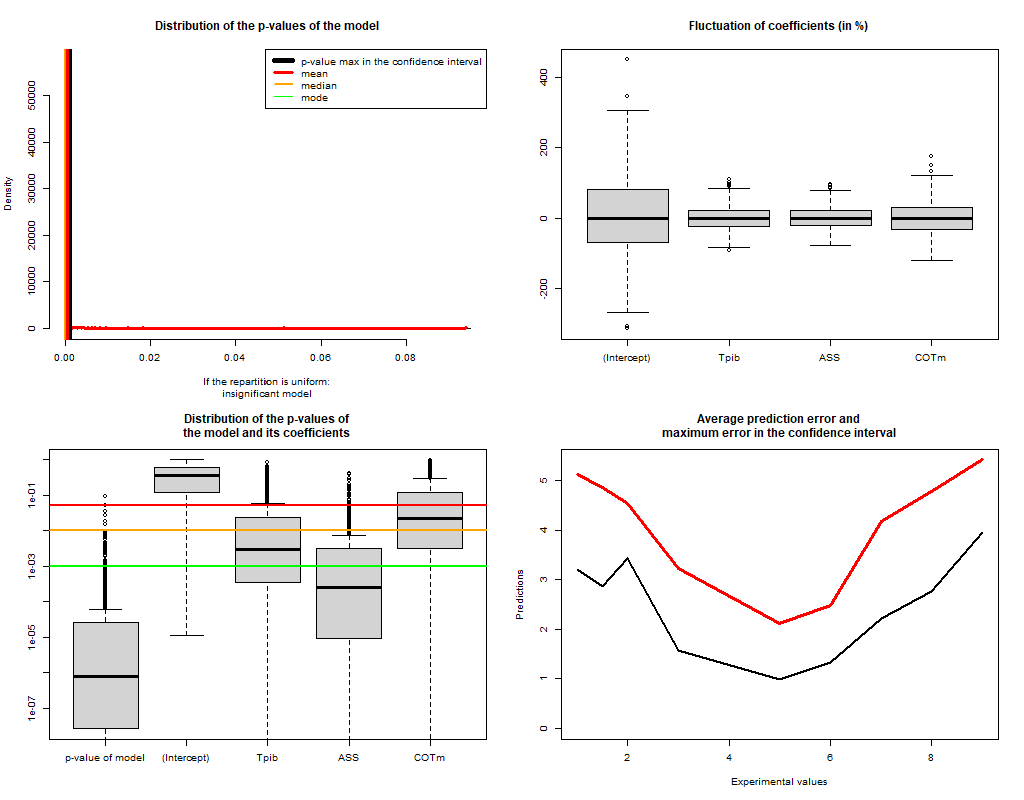 Distribution of the p-values of the model
p-value max in the confidence interval
mean
median
mode
Density
50000
40000
30000
20000
10000
0
0.00 0.02 0.04 0.06 0.08
If the repartition is uniform:
insignificant model
Fluctuation of coefficients (in %)
400
200
0
-200
(Intercept) Tpib ASS COTm
Distribution of the p-values of
the model and its coefficients
1e-01
1e-03
1e-05
1e-07
p-value of model (Intercept) Tpib ASS COTm
Average prediction error and
maximum error in the confidence interval
Predictions
5
4
3
2
1
0
2 4 6 8
Experimental values